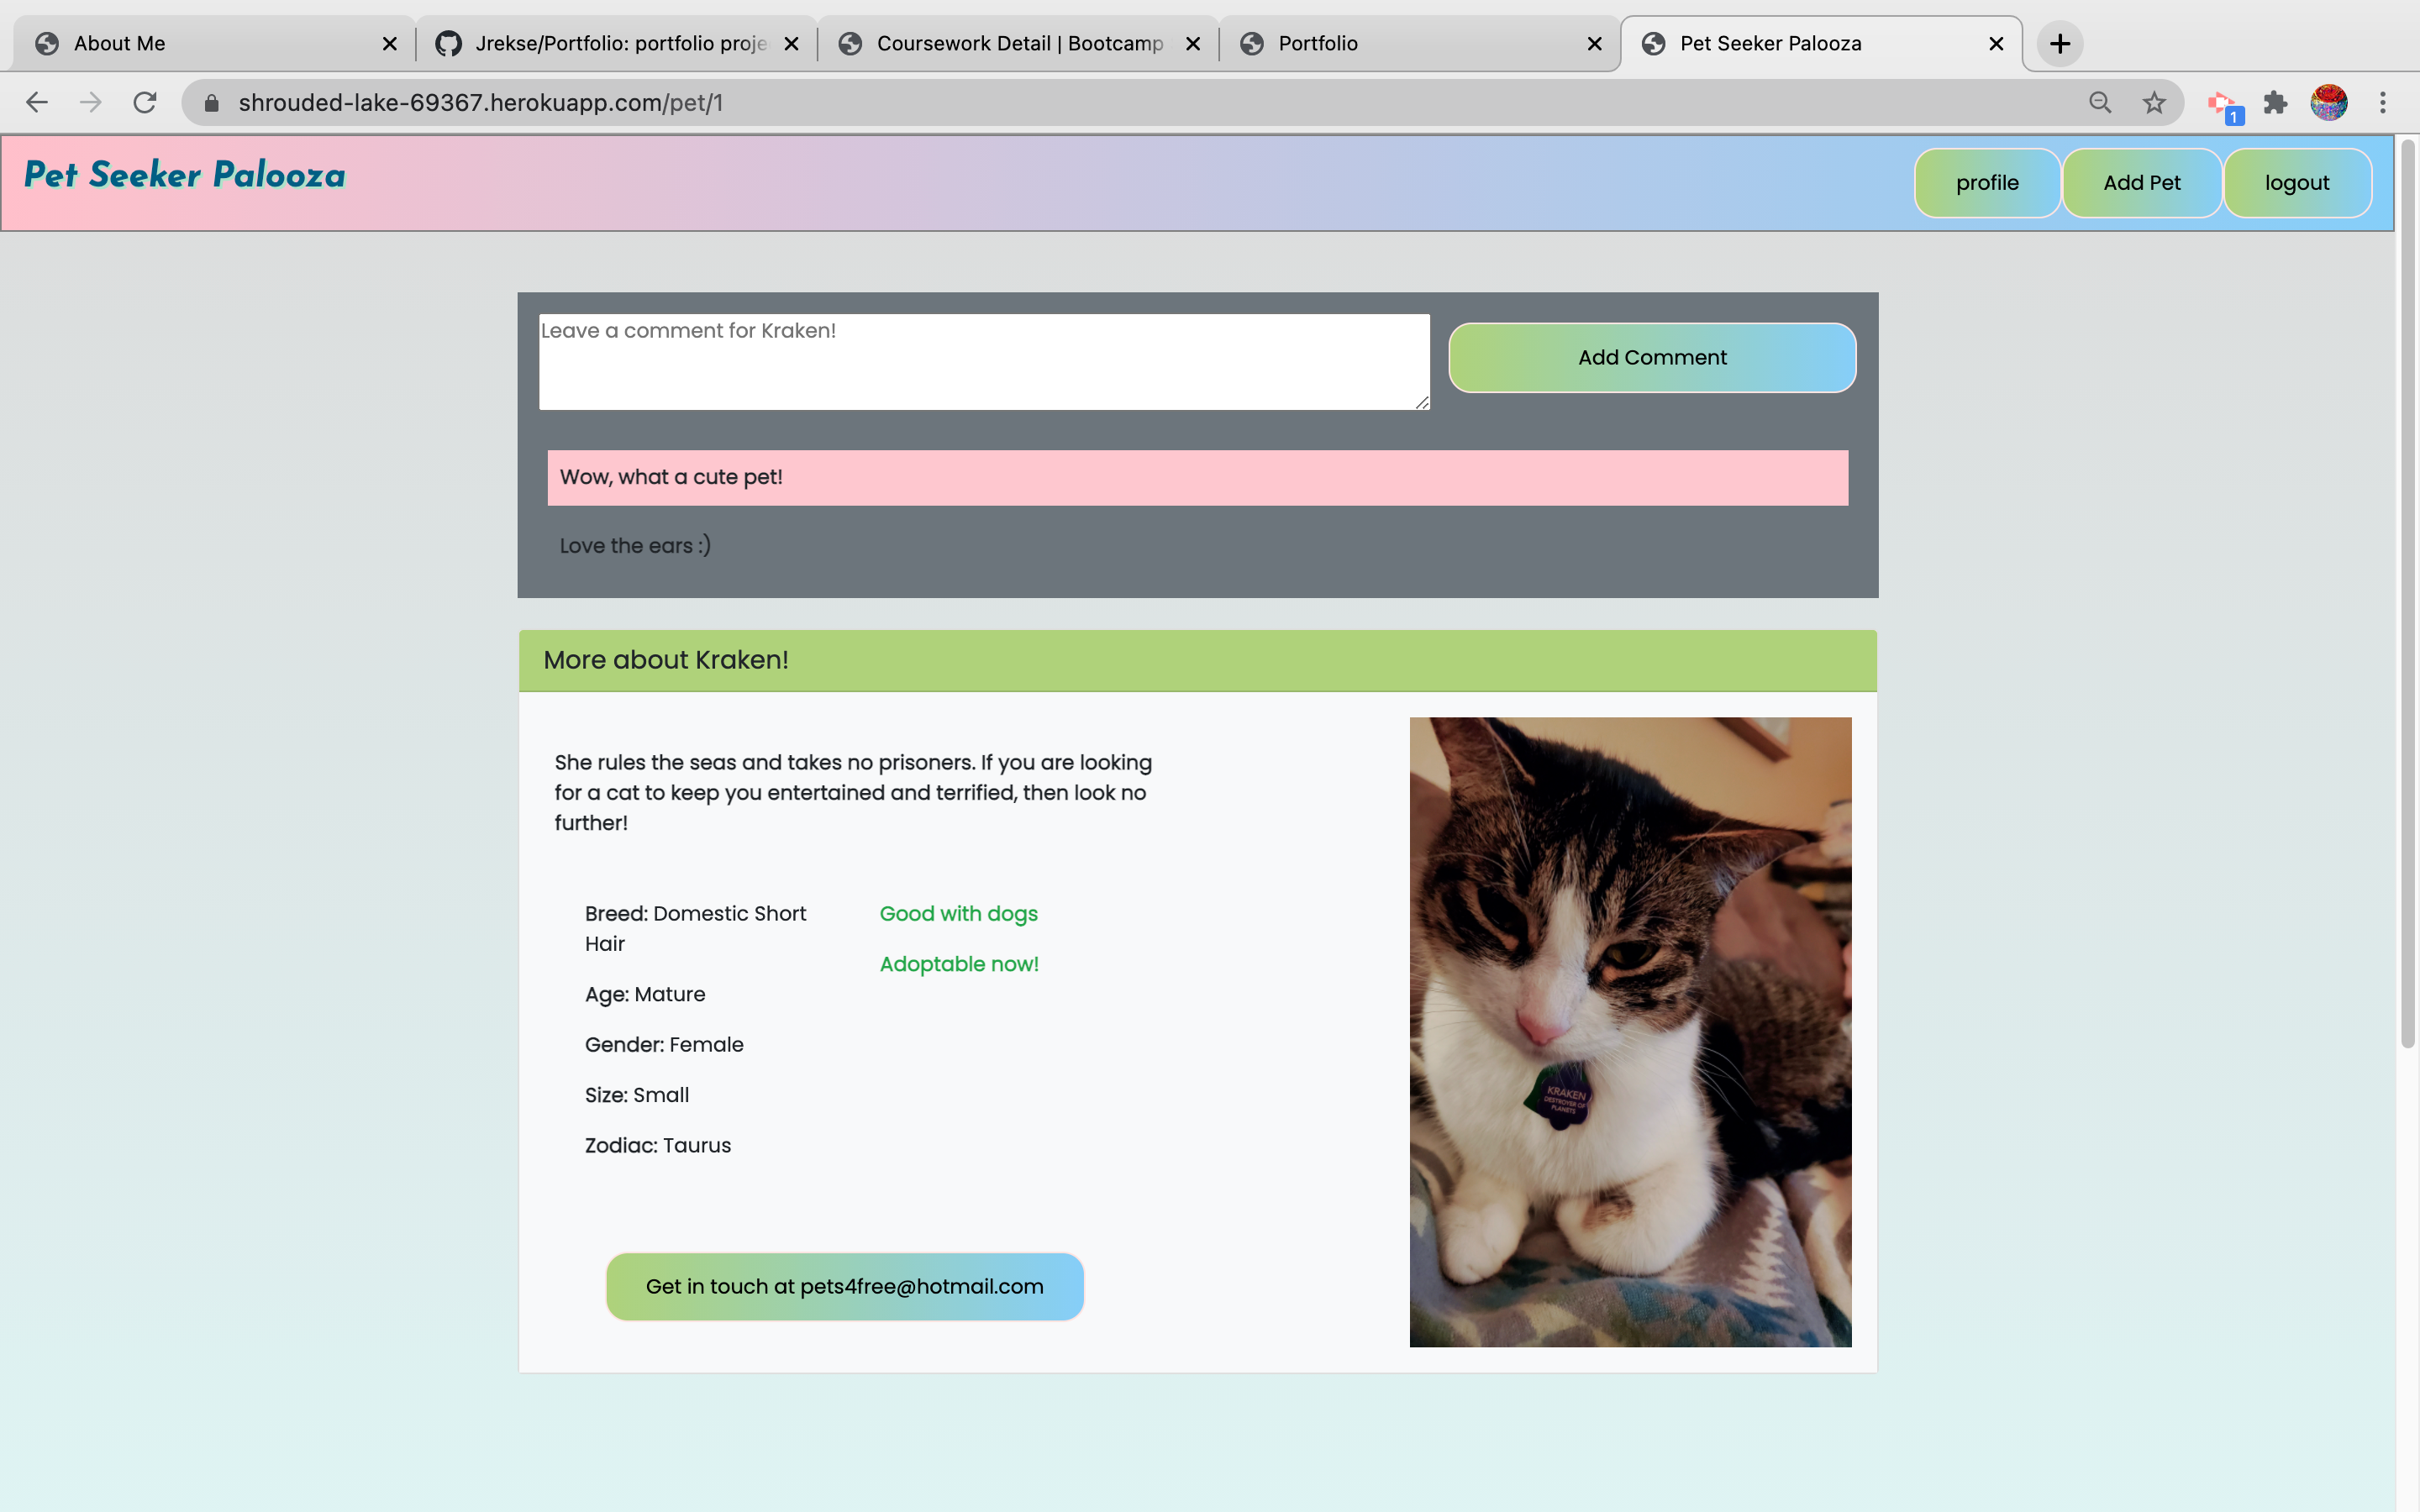 About Me
Jrekse/Portfolio: portfolio proje
Coursework Detail | Bootcamp
Portfolio
Pet Seeker Palooza
shrouded-lake-69367.herokuapp.com/pet/1
1
Pet Seeker Palooza
profile
Add Pet
logout
Leave a comment for Kraken!
Add Comment
Wow, what a cute pet!
Love the ears :)
More about Kraken!
She rules the seas and takes no prisoners. If you are looking
for a cat to keep you entertained and terrified, then look no
further!
Breed: Domestic Short
Hair
Age: Mature
Gender: Female
Size: Small
Zodiac: Taurus
Good with dogs
Adoptable now!
KRAKEN
DESTROYER OF
PLANETS
Get in touch at pets4free@hotmail.com